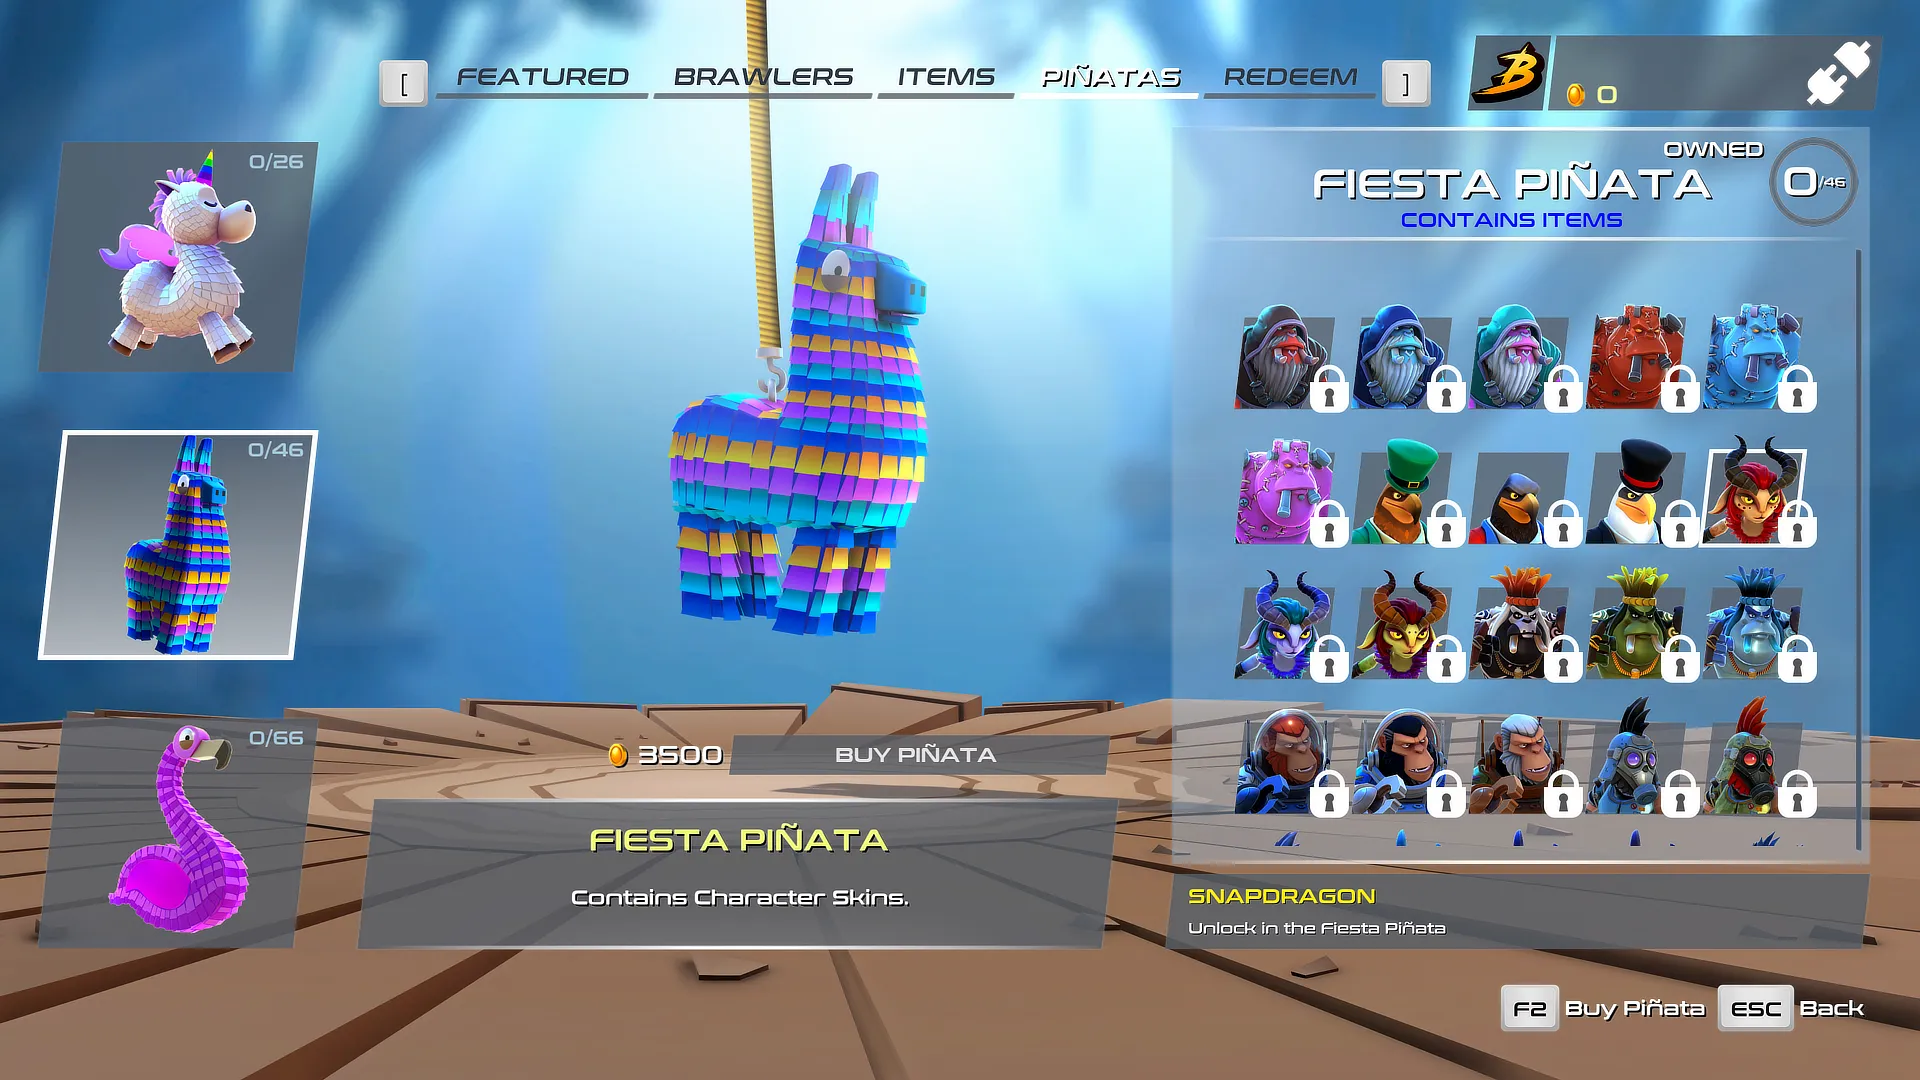 [ FEATURED BRAWLERS ITEMS PIÑATAS REDEEM ]
B
0
0/26
0/46
0/66
OWNED
FIESTA PIÑATA
0/46
CONTAINS ITEMS
3500
BUY PIÑATA
FIESTA PIÑATA
Contains Character Skins.
SNAPDRAGON
Unlock in the Fiesta Piñata
F2 Buy Piñata ESC Back